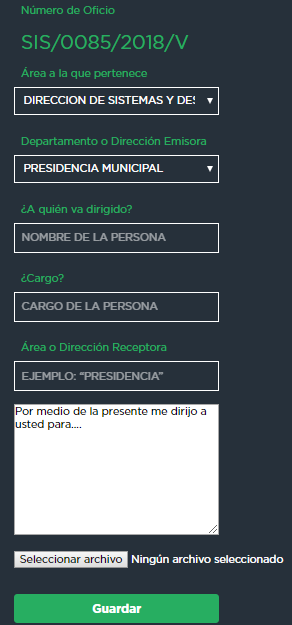 Número de Oficio
SIS/0085/2018/V
Área a la que pertenece
DIRECCION DE SISTEMAS Y DES
Departamento o Dirección Emisora
PRESIDENCIA MUNICIPAL
¿A quién va dirigido?
NOMBRE DE LA PERSONA
¿Cargo?
CARGO DE LA PERSONA
Área o Dirección Receptora
EJEMPLO: “PRESIDENCIA”
Por medio de la presente me dirijo a
usted para....
Seleccionar archivo Ningún archivo seleccionado
Guardar